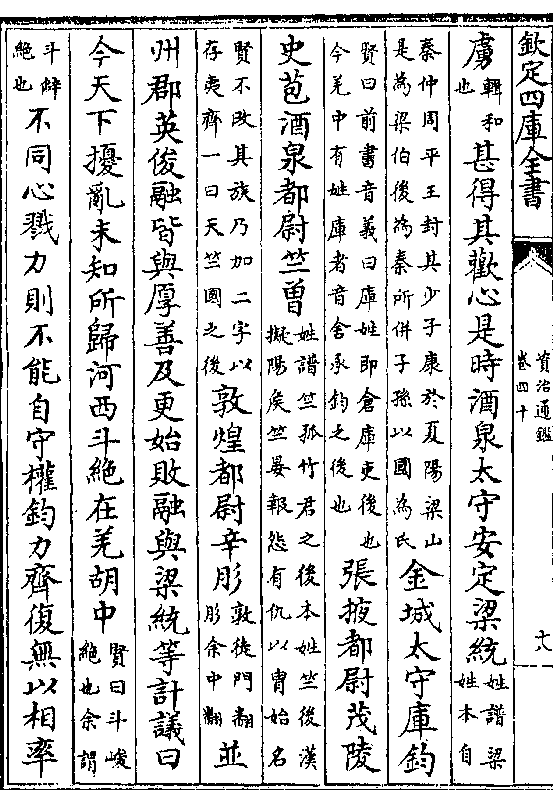 欽定四庫全書
資治通鑑
卷四十
十八
虜輯和也甚得其歡心是時酒泉太守安定梁統姓譜梁姓本自
秦仲周平王封其少子康於夏陽梁山是為梁伯後為秦所併子孫以國為氏金城太守庫鈞
賢曰前書音義曰庫姓即倉庫吏後也今羌中有姓庫者音舍承鈞之後也張掖都尉茂陵
史苞酒泉都尉竺曾姓譜竺孤竹君之後本姓竺後漢擬陽侯竺晏報怨有仇以冑始名
賢不改其族乃加二字以存夷齊一曰天竺國之後敦煌都尉辛肜敦徒門翻肜余中翻並
州郡英俊融皆與厚善及更始敗融與梁統等計議曰
今天下擾亂未知所歸河西斗絶在羌胡中賢曰斗峻絶也余謂
斗僻絶也不同心戮力則不能自守權鈞力齊復無以相率